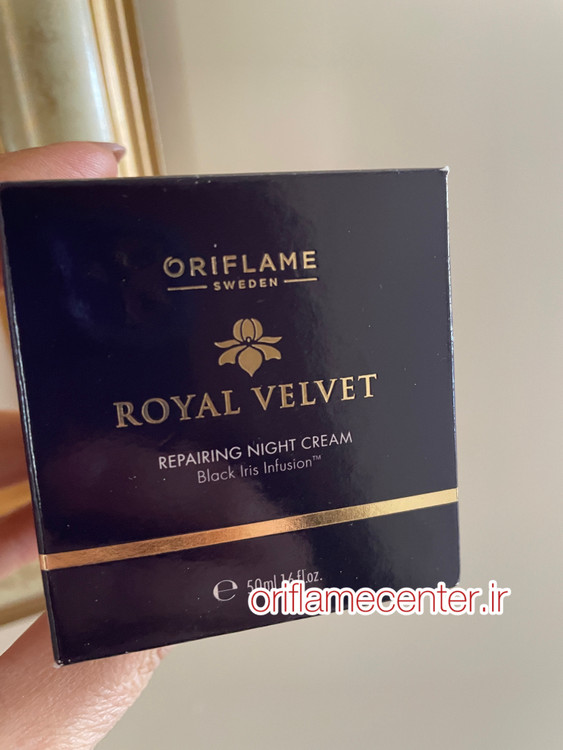 ORIFLAME
SWEDEN
ROYAL VELVET
REPAIRING NIGHT CREAM
Black Iris Infusion™
℮ 50ml 1.6 fl.oz.
oriflamecenter.ir